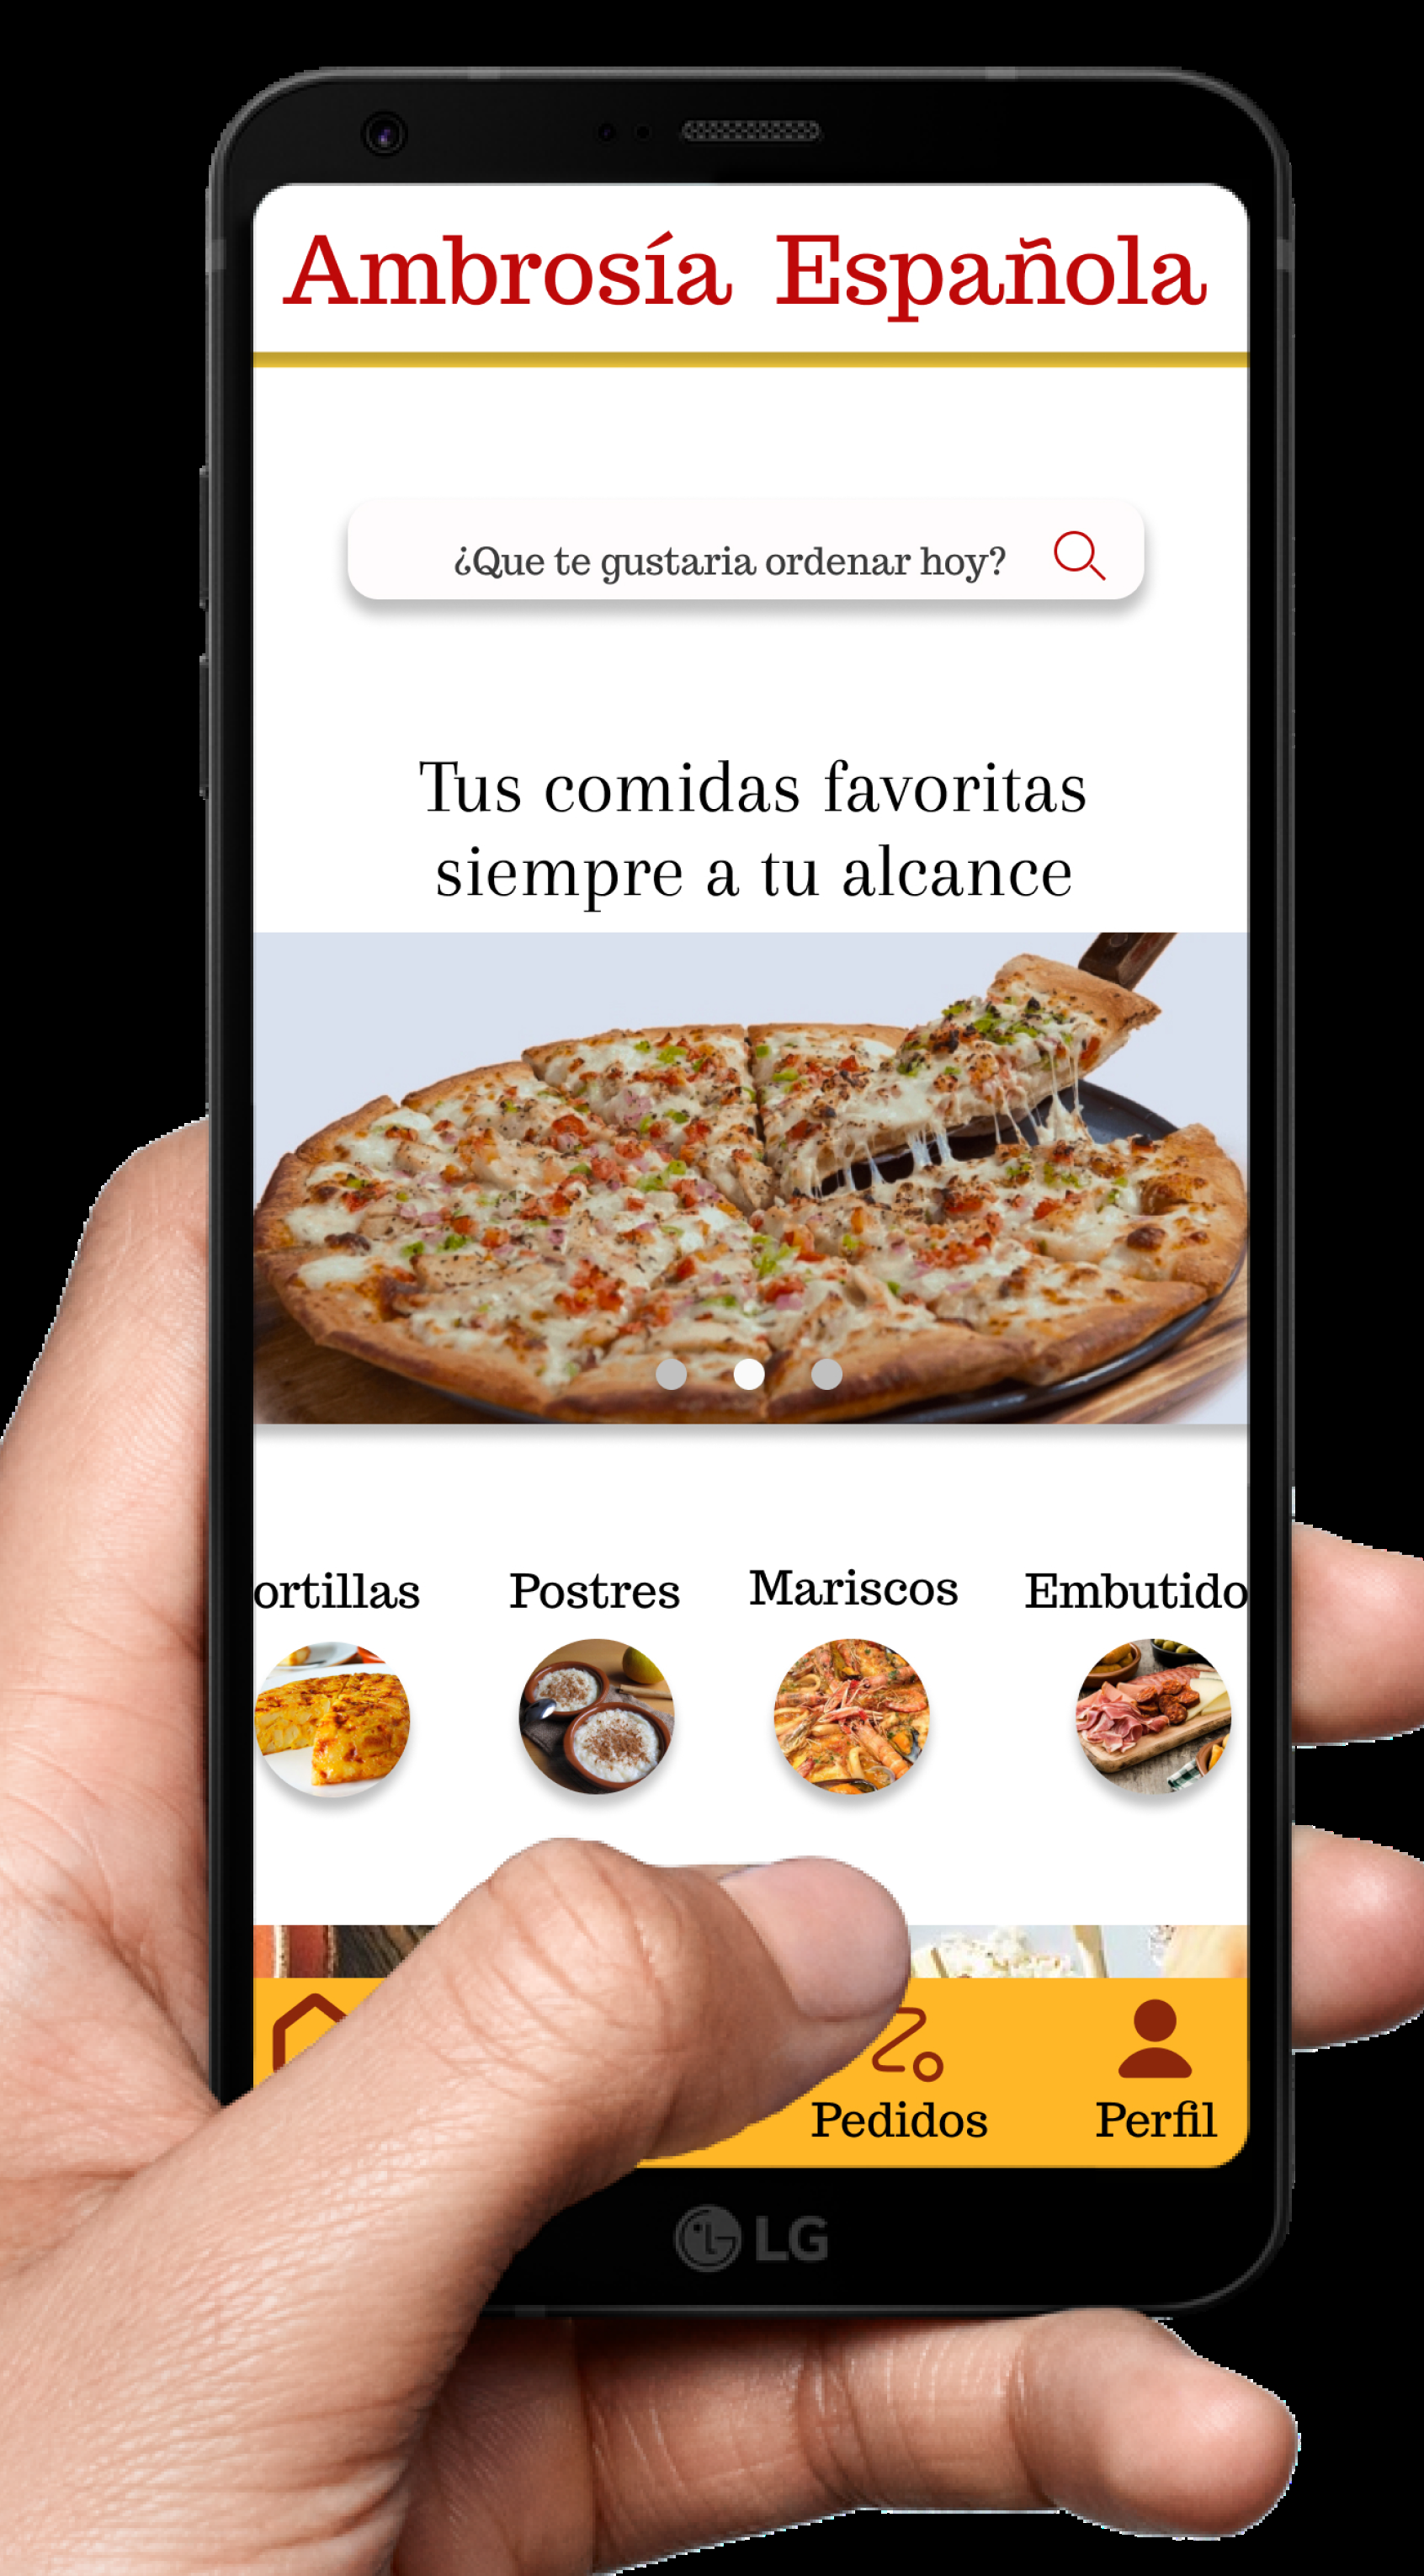 Ambrosía Española
¿Que te gustaria ordenar hoy?
Tus comidas favoritas
siempre a tu alcance
ortillas Postres Mariscos Embutido
Pedidos Perfil
LG